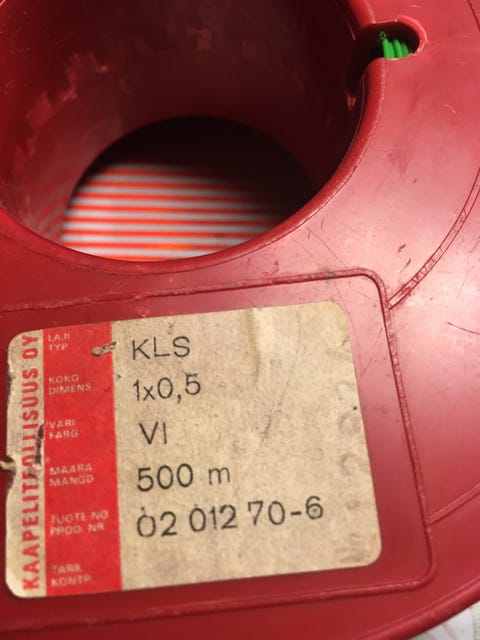 KAAPELITEOLLISUUS OY
LAJI
TYP
KLS
KOKO
DIMENS.
1x0,5
VÄRI
FÄRG
VI
MÄÄRÄ
MÄNGD
500 m
TUOTE NO
PROD. NR
02 012 70-6
TARK.
KONTR.